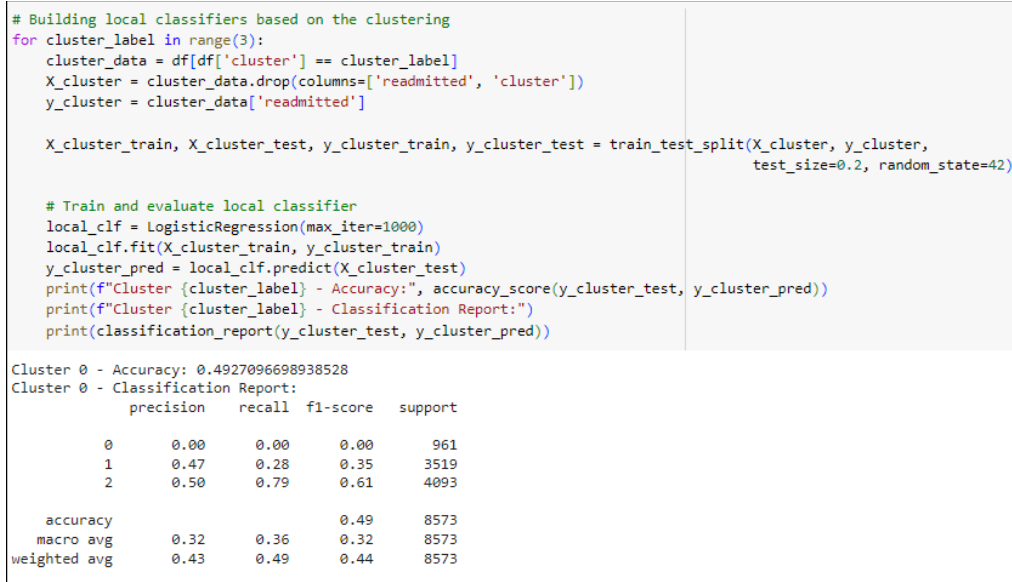 # Building local classifiers based on the clustering
for cluster_label in range(3):
    cluster_data = df[df['cluster'] == cluster_label]
    X_cluster = cluster_data.drop(columns=['readmitted', 'cluster'])
    y_cluster = cluster_data['readmitted']

    X_cluster_train, X_cluster_test, y_cluster_train, y_cluster_test = train_test_split(X_cluster, y_cluster,
                                                                                        test_size=0.2, random_state=42)

    # Train and evaluate local classifier
    local_clf = LogisticRegression(max_iter=1000)
    local_clf.fit(X_cluster_train, y_cluster_train)
    y_cluster_pred = local_clf.predict(X_cluster_test)
    print(f"Cluster {cluster_label} - Accuracy:", accuracy_score(y_cluster_test, y_cluster_pred))
    print(f"Cluster {cluster_label} - Classification Report:")
    print(classification_report(y_cluster_test, y_cluster_pred))

Cluster 0 - Accuracy: 0.4927096698938528
Cluster 0 - Classification Report:
              precision    recall  f1-score   support

           0       0.00      0.00      0.00       961
           1       0.47      0.28      0.35      3519
           2       0.50      0.79      0.61      4093

    accuracy                           0.49      8573
   macro avg       0.32      0.36      0.32      8573
weighted avg       0.43      0.49      0.44      8573